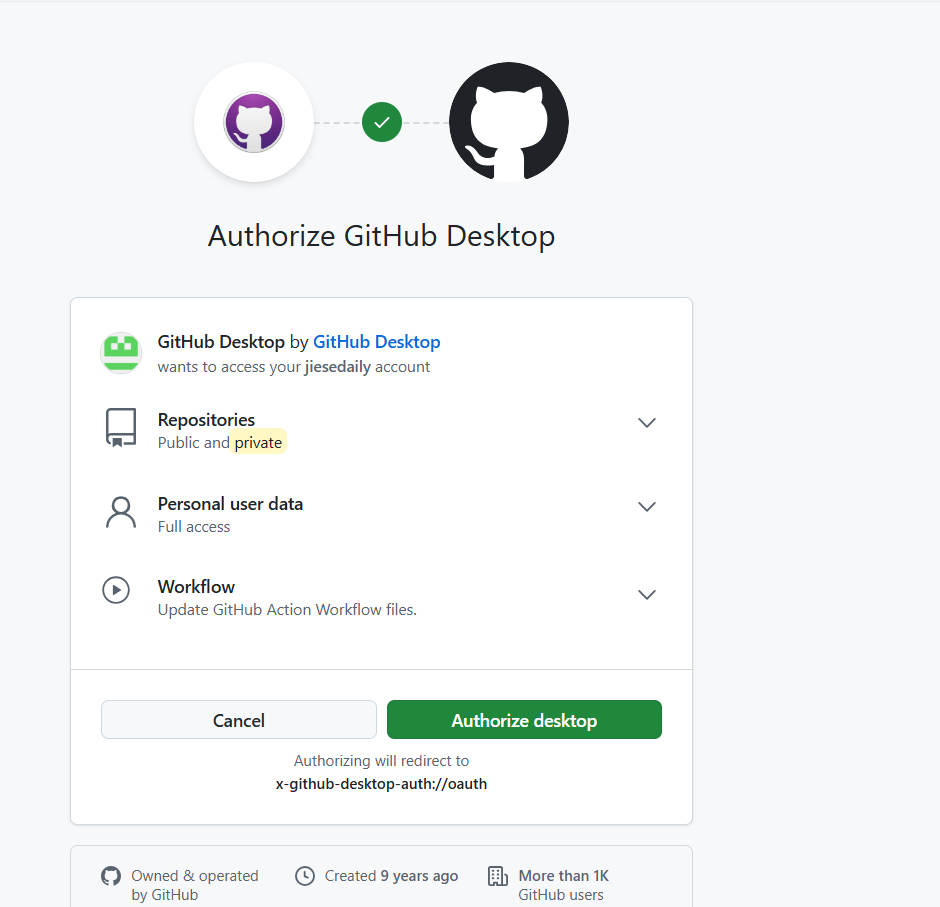 Authorize GitHub Desktop
GitHub Desktop by GitHub Desktop
wants to access your jiesedaily account
Repositories
Public and private
Personal user data
Full access
Workflow
Update GitHub Action Workflow files.
Cancel
Authorize desktop
Authorizing will redirect to
x-github-desktop-auth://oauth
Owned & operated
by GitHub
Created 9 years ago
More than 1K
GitHub users